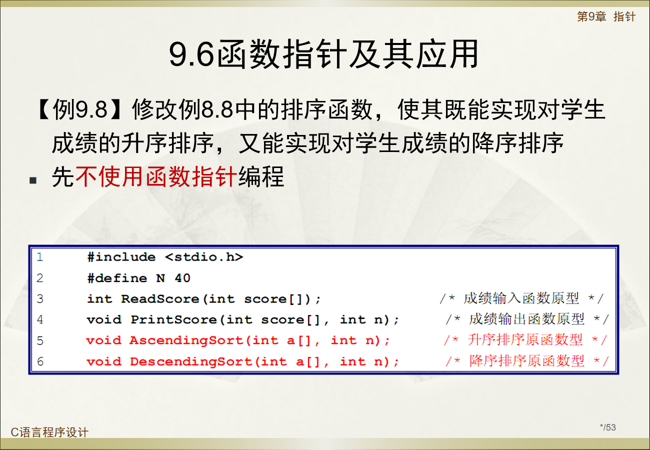 第9章 指针
9.6函数指针及其应用
【例9.8】修改例8.8中的排序函数，使其既能实现对学生
成绩的升序排序，又能实现对学生成绩的降序排序
■ 先不使用函数指针编程
1 #include <stdio.h>
2 #define N 40
3 int ReadScore(int score[]); /* 成绩输入函数原型 */
4 void PrintScore(int score[], int n); /* 成绩输出函数原型 */
5 void AscendingSort(int a[], int n); /* 升序排序原函数型 */
6 void DescendingSort(int a[], int n); /* 降序排序原函数型 */
C语言程序设计
*/53